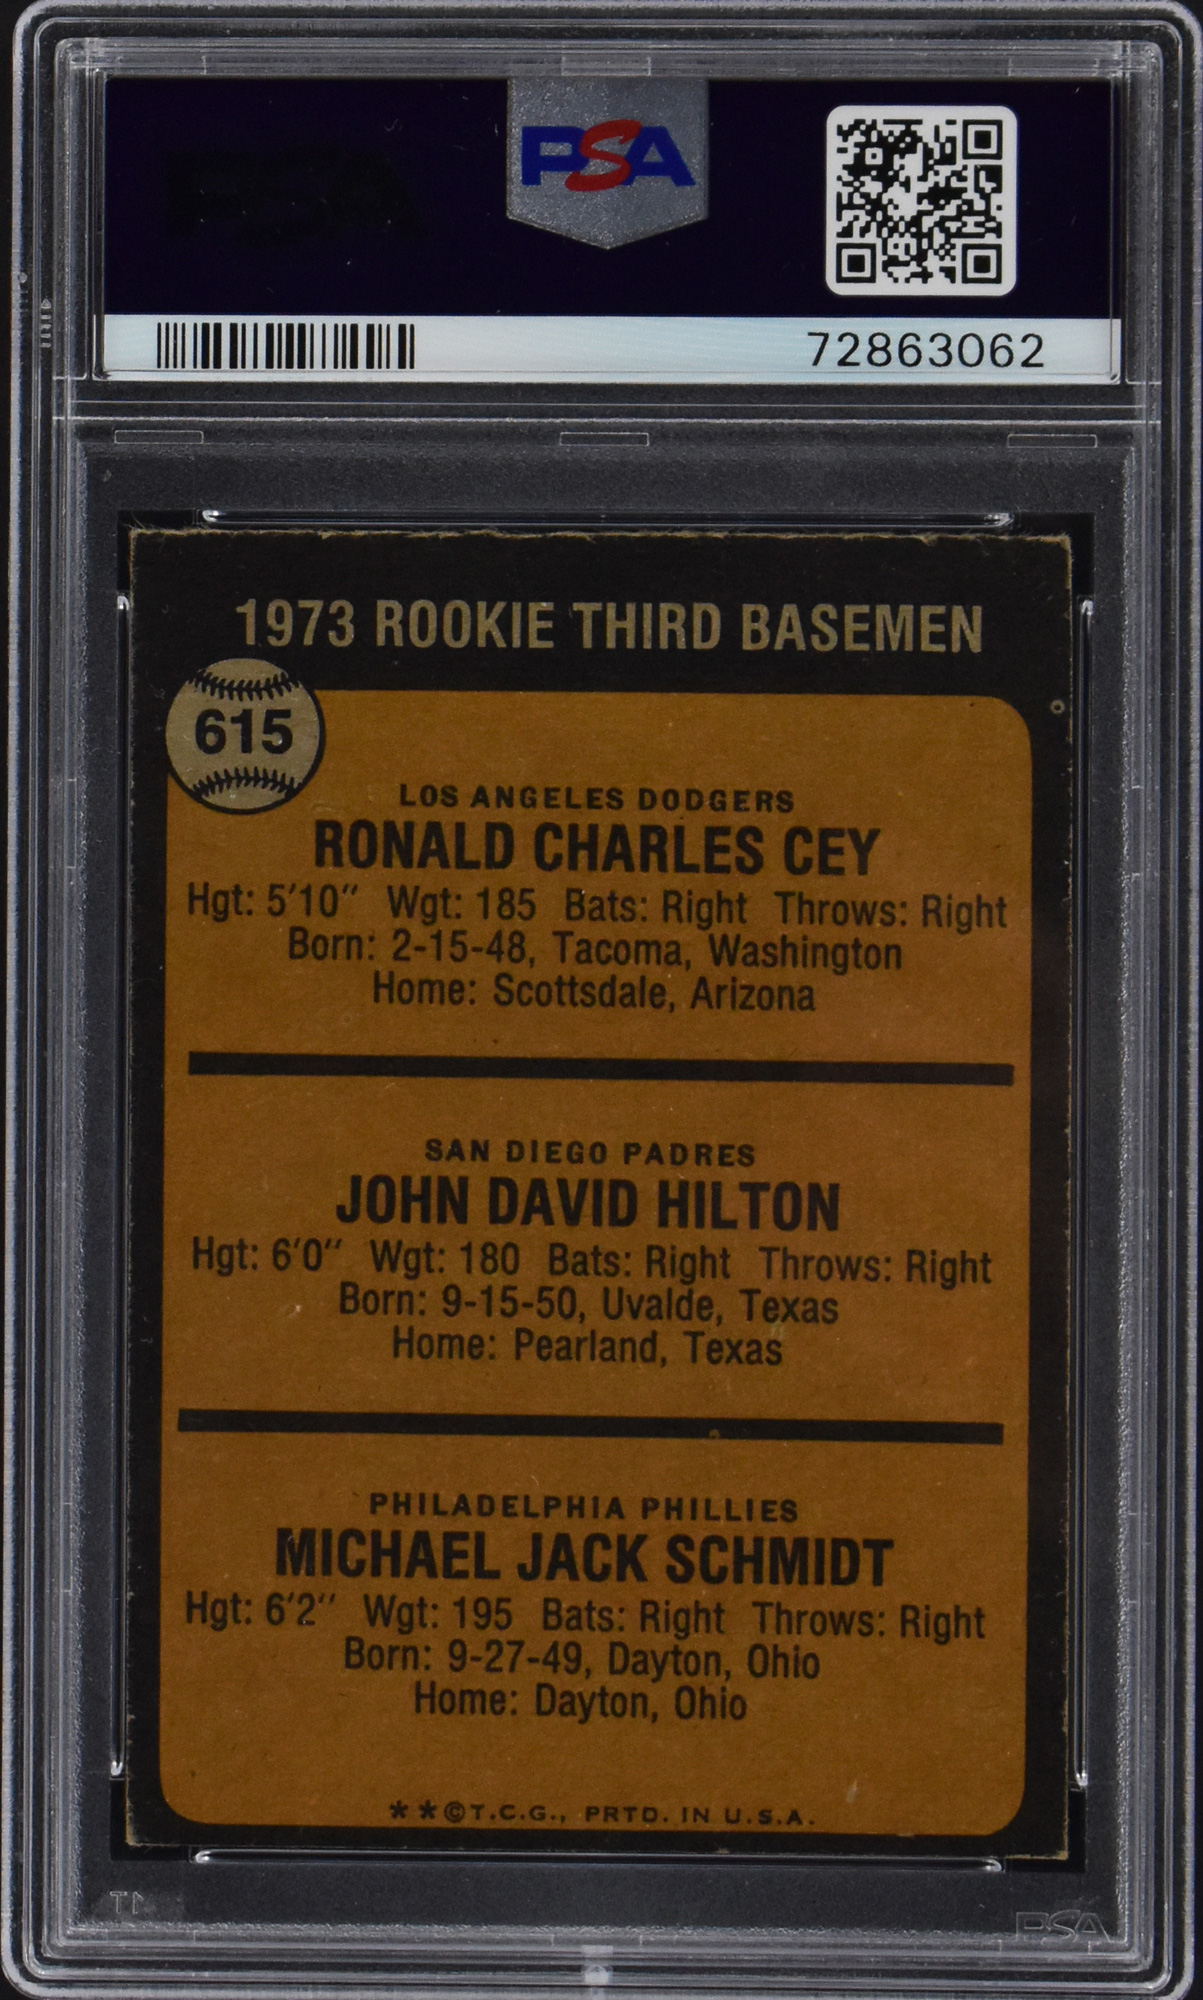 PSA
72863062
1973 ROOKIE THIRD BASEMEN
615
LOS ANGELES DODGERS
RONALD CHARLES CEY
Hgt: 5'10" Wgt: 185 Bats: Right Throws: Right
Born: 2-15-48, Tacoma, Washington
Home: Scottsdale, Arizona
SAN DIEGO PADRES
JOHN DAVID HILTON
Hgt: 6'0" Wgt: 180 Bats: Right Throws: Right
Born: 9-15-50, Uvalde, Texas
Home: Pearland, Texas
PHILADELPHIA PHILLIES
MICHAEL JACK SCHMIDT
Hgt: 6'2" Wgt: 195 Bats: Right Throws: Right
Born: 9-27-49, Dayton, Ohio
Home: Dayton, Ohio
* * © T.C.G., PRTD. IN U.S.A.
PSA